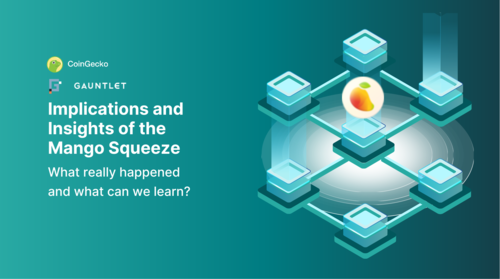 CoinGecko
GAUNTLET
Implications and
Insights of the
Mango Squeeze
What really happened
and what can we learn?